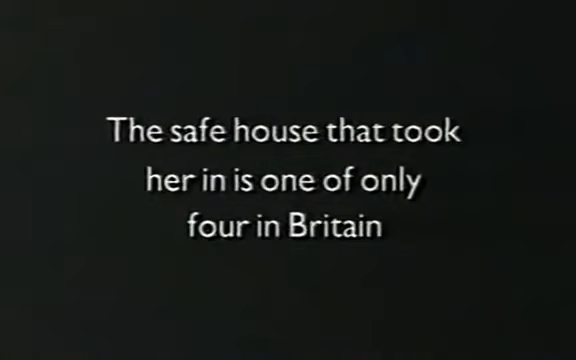 The safe house that took
her in is one of only
four in Britain